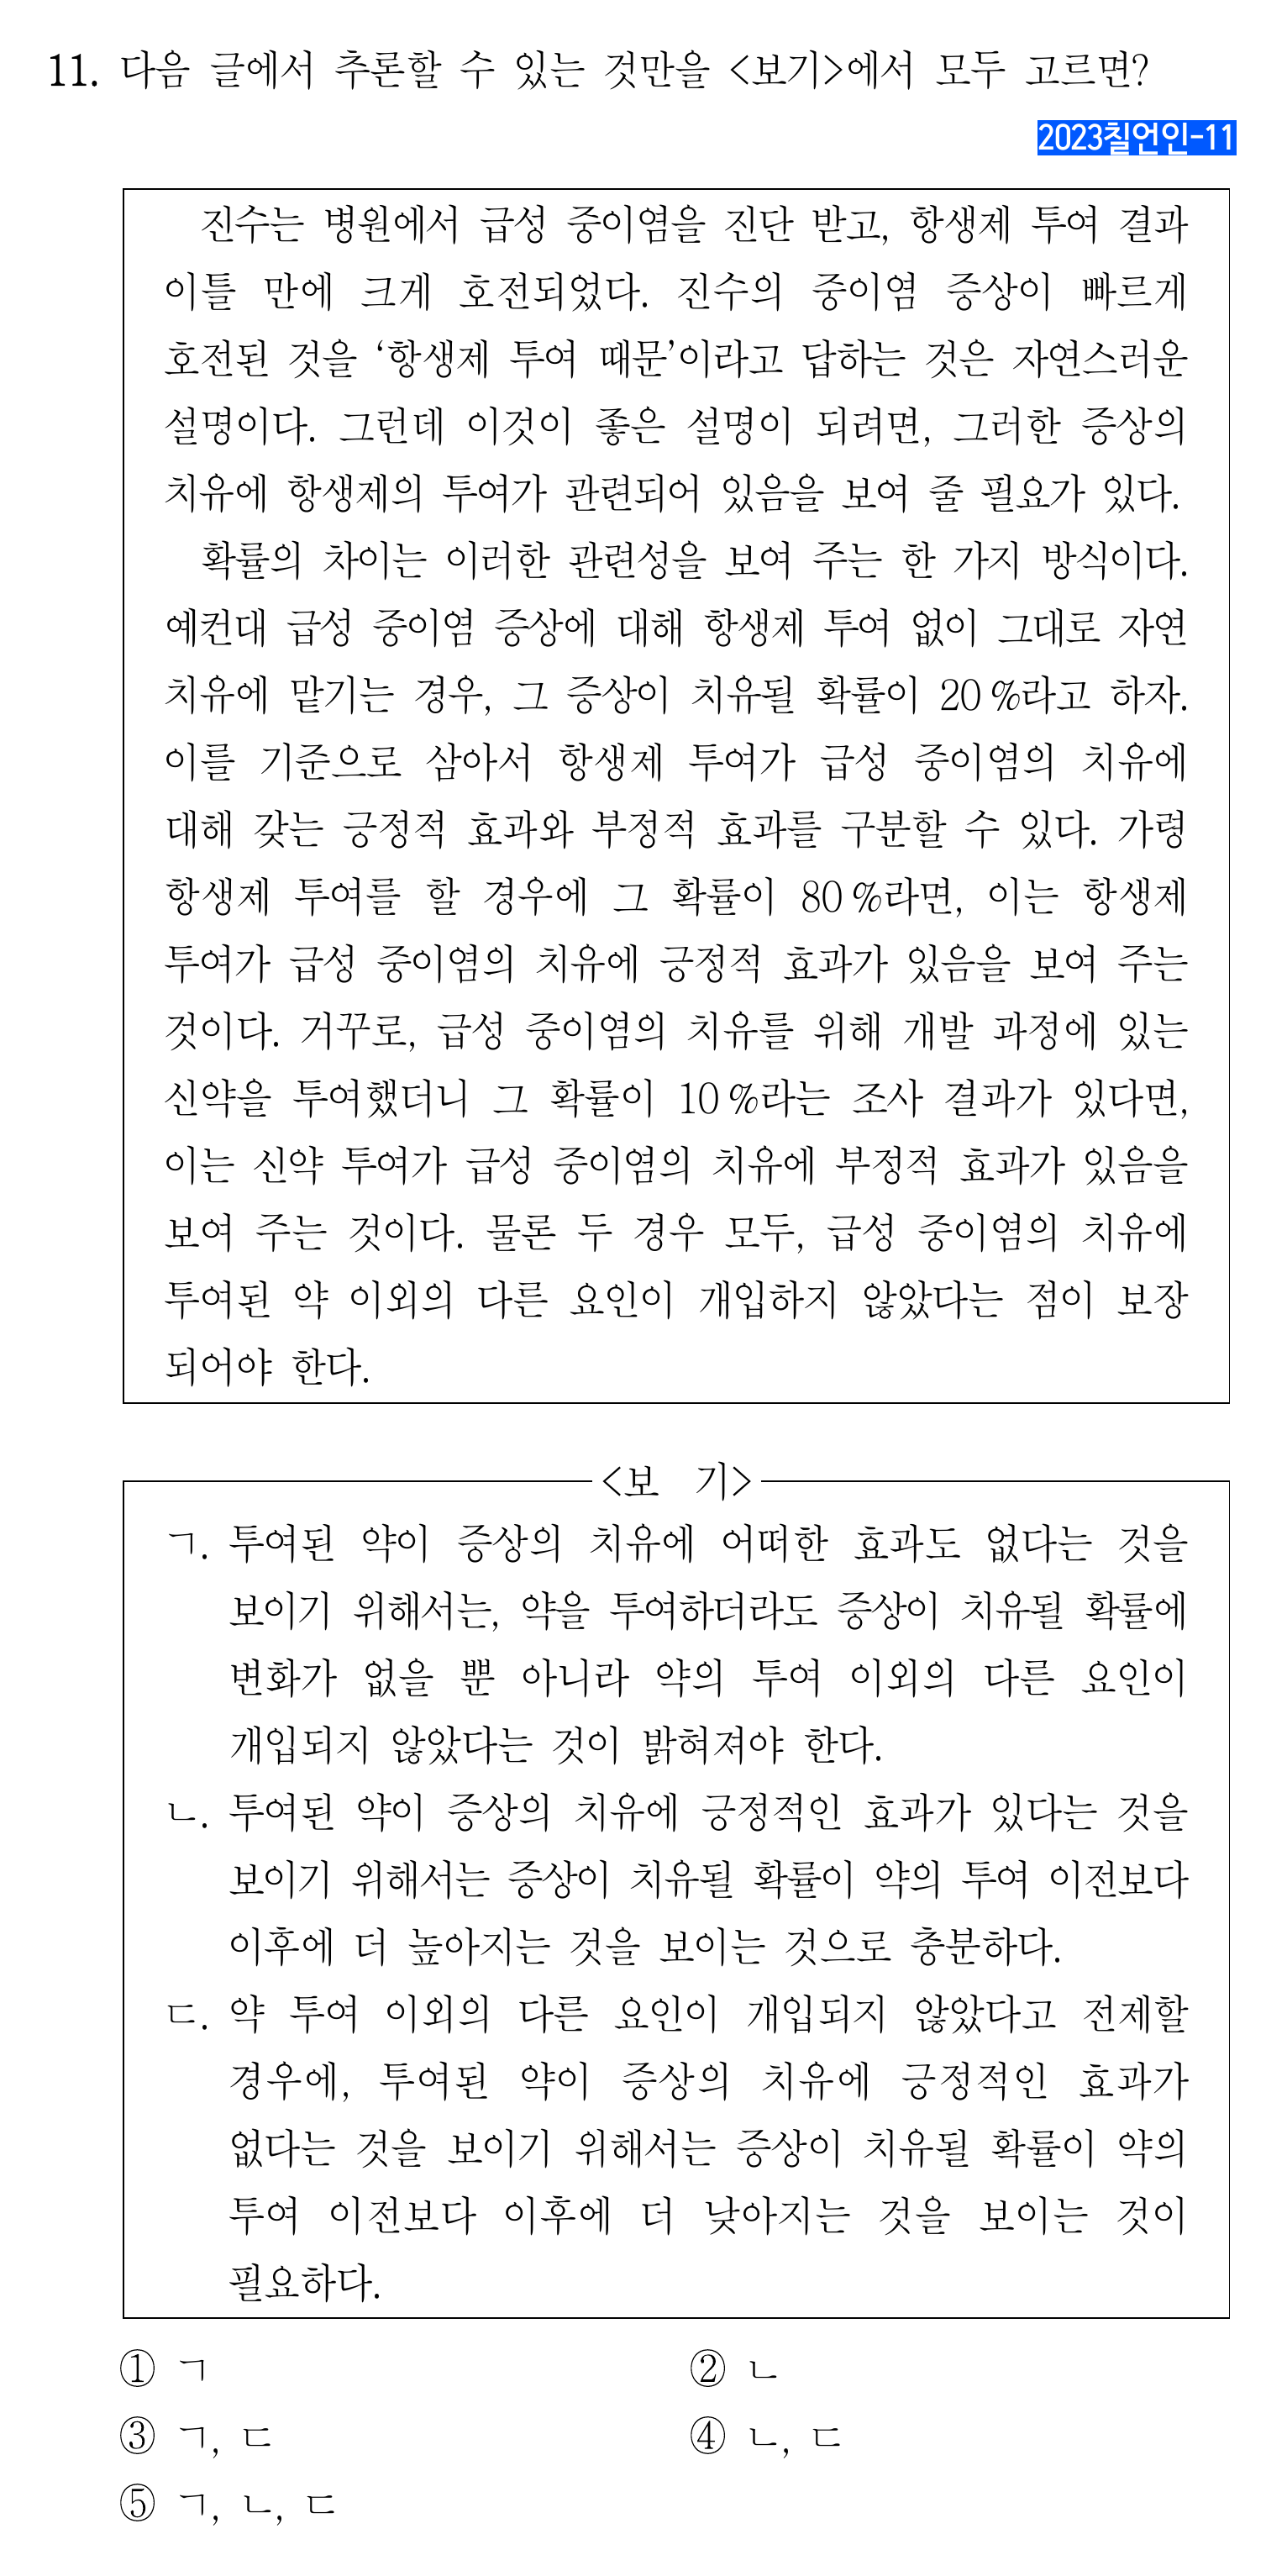 11. 다음 글에서 추론할 수 있는 것만을 <보기>에서 모두 고르면?
2023칠언인-11
진수는 병원에서 급성 중이염을 진단 받고, 항생제 투여 결과
이틀 만에 크게 호전되었다. 진수의 중이염 증상이 빠르게
호전된 것을 ‘항생제 투여 때문’이라고 답하는 것은 자연스러운
설명이다. 그런데 이것이 좋은 설명이 되려면, 그러한 증상의
치유에 항생제의 투여가 관련되어 있음을 보여 줄 필요가 있다.
확률의 차이는 이러한 관련성을 보여 주는 한 가지 방식이다.
예컨대 급성 중이염 증상에 대해 항생제 투여 없이 그대로 자연
치유에 맡기는 경우, 그 증상이 치유될 확률이 20%라고 하자.
이를 기준으로 삼아서 항생제 투여가 급성 중이염의 치유에
대해 갖는 긍정적 효과와 부정적 효과를 구분할 수 있다. 가령
항생제 투여를 할 경우에 그 확률이 80%라면, 이는 항생제
투여가 급성 중이염의 치유에 긍정적 효과가 있음을 보여 주는
것이다. 거꾸로, 급성 중이염의 치유를 위해 개발 과정에 있는
신약을 투여했더니 그 확률이 10%라는 조사 결과가 있다면,
이는 신약 투여가 급성 중이염의 치유에 부정적 효과가 있음을
보여 주는 것이다. 물론 두 경우 모두, 급성 중이염의 치유에
투여된 약 이외의 다른 요인이 개입하지 않았다는 점이 보장
되어야 한다.
<보 기>
ㄱ. 투여된 약이 증상의 치유에 어떠한 효과도 없다는 것을
보이기 위해서는, 약을 투여하더라도 증상이 치유될 확률에
변화가 없을 뿐 아니라 약의 투여 이외의 다른 요인이
개입되지 않았다는 것이 밝혀져야 한다.
ㄴ. 투여된 약이 증상의 치유에 긍정적인 효과가 있다는 것을
보이기 위해서는 증상이 치유될 확률이 약의 투여 이전보다
이후에 더 높아지는 것을 보이는 것으로 충분하다.
ㄷ. 약 투여 이외의 다른 요인이 개입되지 않았다고 전제할
경우에, 투여된 약이 증상의 치유에 긍정적인 효과가
없다는 것을 보이기 위해서는 증상이 치유될 확률이 약의
투여 이전보다 이후에 더 낮아지는 것을 보이는 것이
필요하다.
① ㄱ ② ㄴ
③ ㄱ, ㄷ ④ ㄴ, ㄷ
⑤ ㄱ, ㄴ, ㄷ